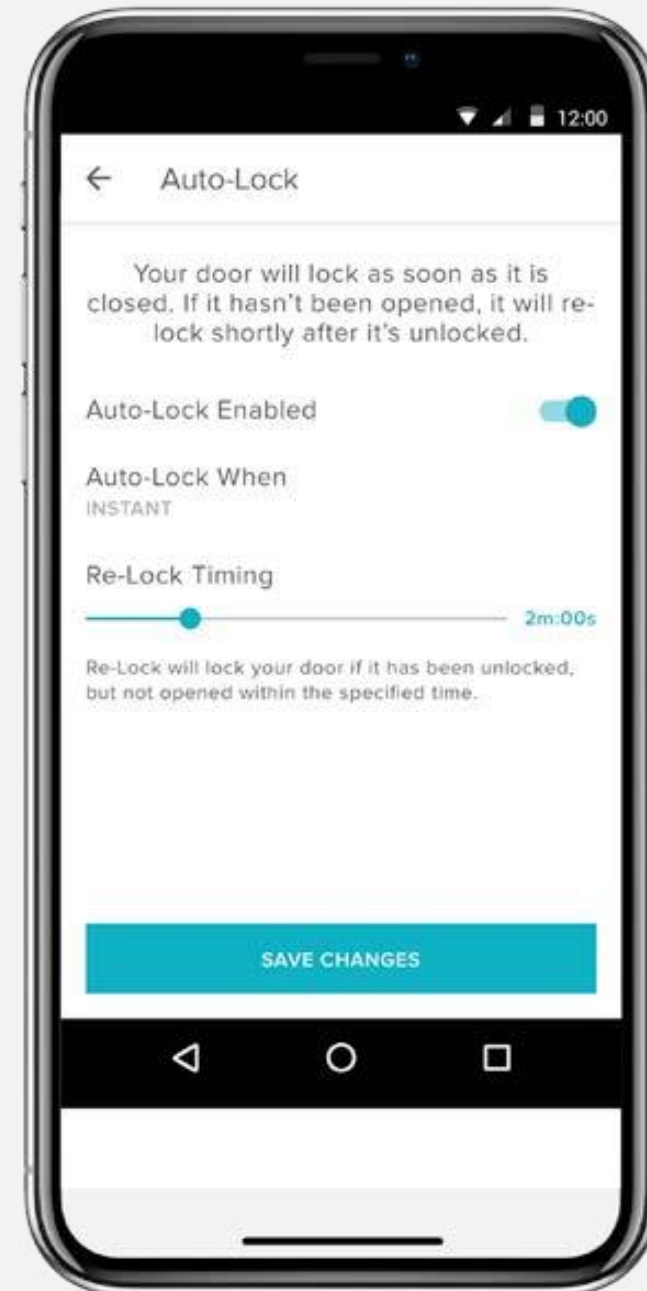 12:00
Auto-Lock
Your door will lock as soon as it is
closed. If it hasn't been opened, it will re-
lock shortly after it's unlocked.
Auto-Lock Enabled
Auto-Lock When
INSTANT
Re-Lock Timing
2m:00s
Re-Lock will lock your door if it has been unlocked,
but not opened within the specified time.
SAVE CHANGES